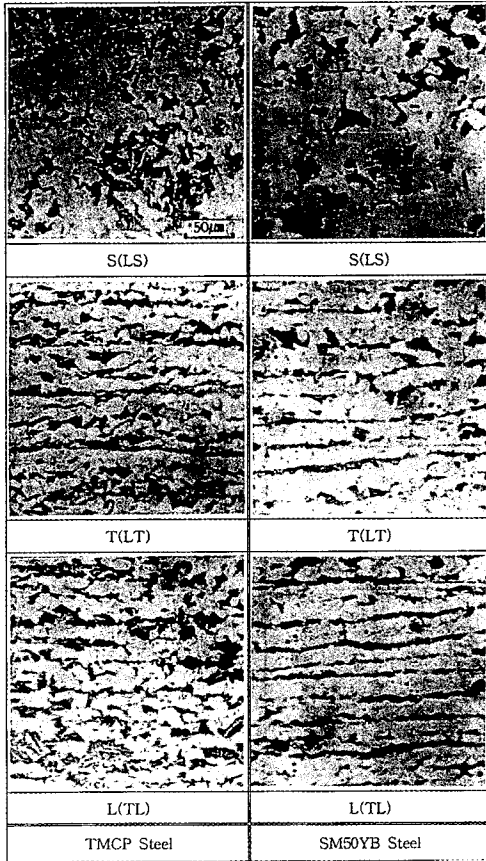 50μm
S(LS) S(LS)
T(LT) T(LT)
L(TL) L(TL)
TMCP Steel SM50YB Steel